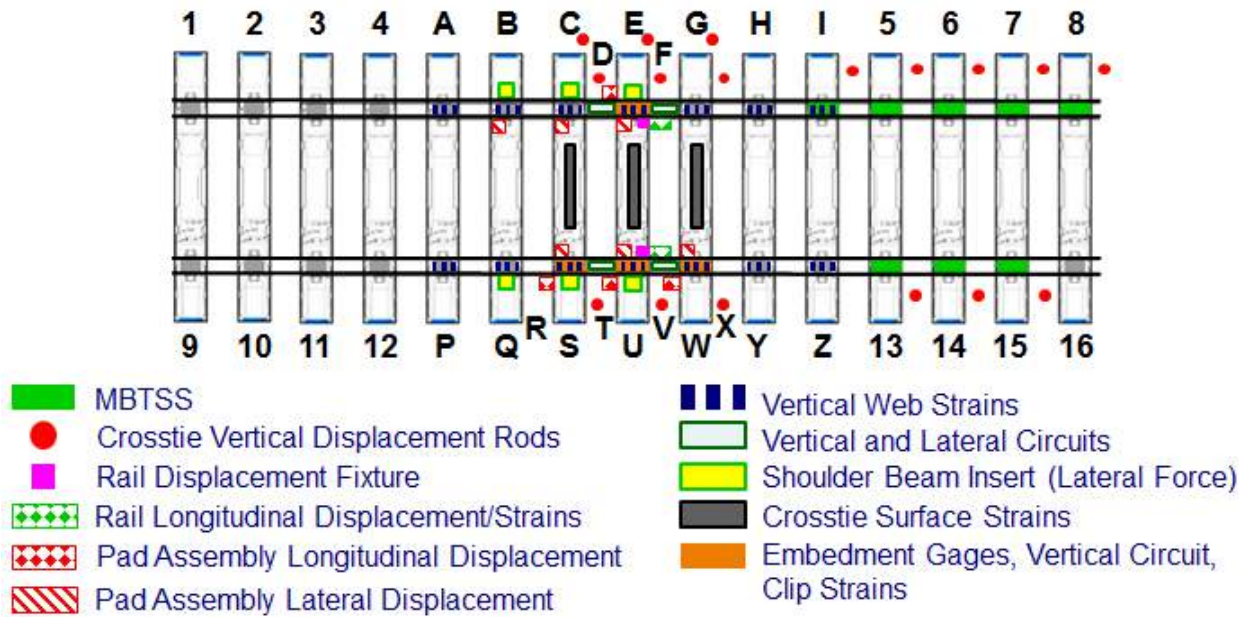 1 2 3 4 A B C E G H I 5 6 7 8
D F
R T V X
9 10 11 12 P Q S U W Y Z 13 14 15 16
MBTSS
Crosstie Vertical Displacement Rods
Rail Displacement Fixture
Rail Longitudinal Displacement/Strains
Pad Assembly Longitudinal Displacement
Pad Assembly Lateral Displacement
Vertical Web Strains
Vertical and Lateral Circuits
Shoulder Beam Insert (Lateral Force)
Crosstie Surface Strains
Embedment Gages, Vertical Circuit,
Clip Strains